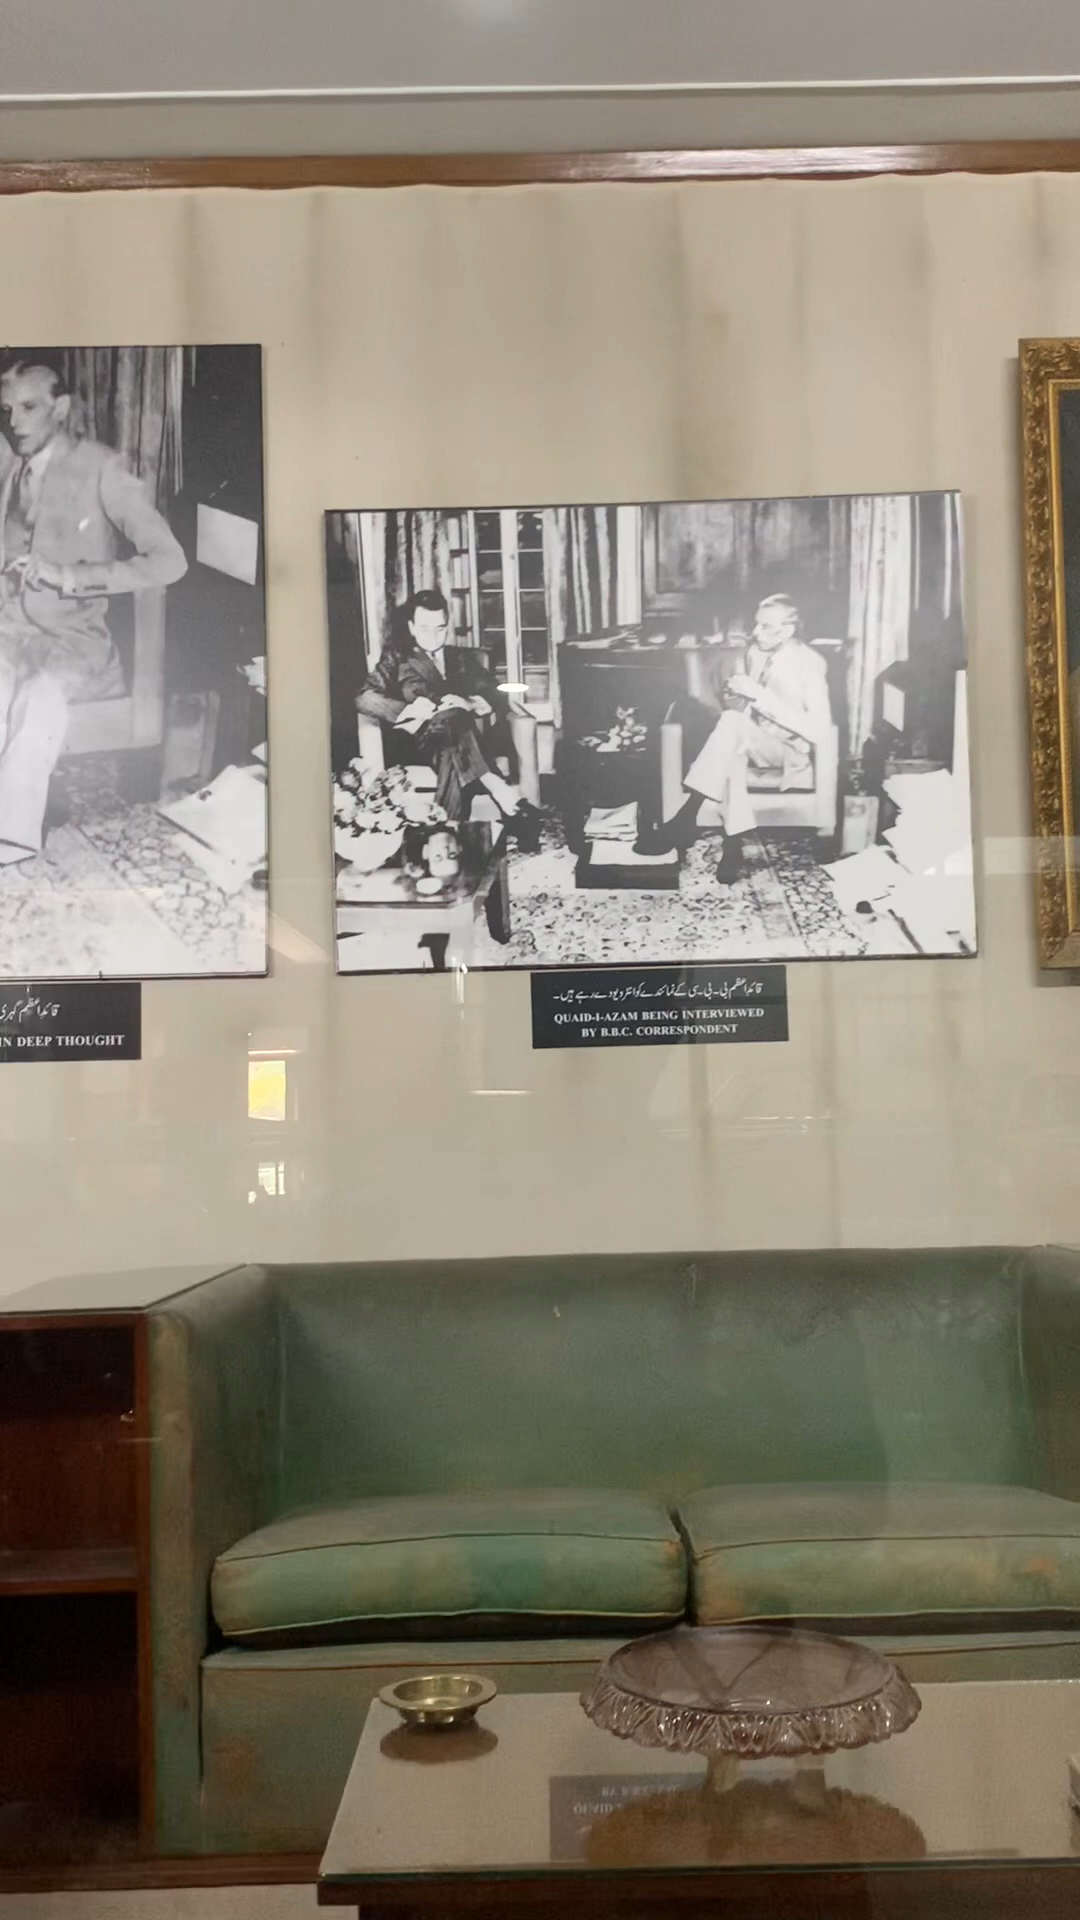 قائداعظم گہری
IN DEEP THOUGHT
قائداعظم بی۔بی۔سی کے نمائندے کو انٹرویو دے رہے ہیں۔
QUAID-I-AZAM BEING INTERVIEWED
BY B.B.C. CORRESPONDENT